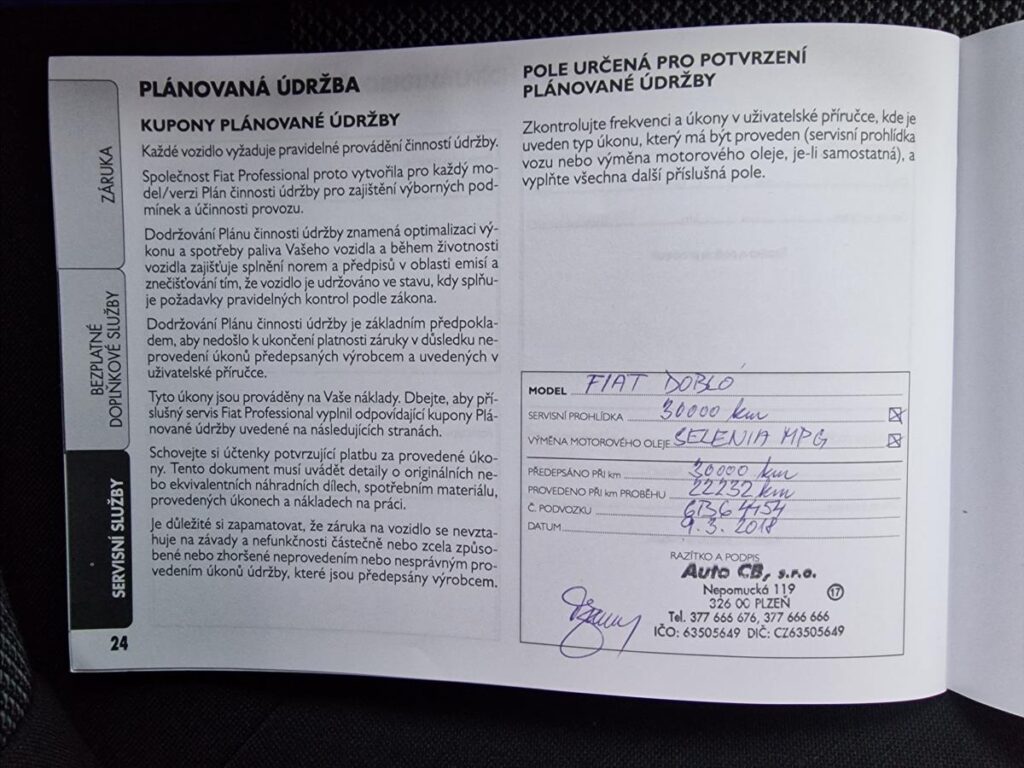 ZÁRUKA
BEZPLATNÉ
DOPLŇKOVÉ SLUŽBY
SERVISNÍ SLUŽBY
PLÁNOVANÁ ÚDRŽBA
KUPONY PLÁNOVANÉ ÚDRŽBY
Každé vozidlo vyžaduje pravidelné provádění činností údržby.
Společnost Fiat Professional proto vytvořila pro každý mo-
del/verzi Plán činnosti údržby pro zajištění výborných pod-
mínek a účinnosti provozu.
Dodržování Plánu činnosti údržby znamená optimalizaci vý-
konu a spotřeby paliva Vašeho vozidla a během životnosti
vozidla zajišťuje splnění norem a předpisů v oblasti emisí a
znečišťování tím, že vozidlo je udržováno ve stavu, kdy splňu-
je požadavky pravidelných kontrol podle zákona.
Dodržování Plánu činnosti údržby je základním předpokla-
dem, aby nedošlo k ukončení platnosti záruky v důsledku ne-
provedení úkonů předepsaných výrobcem a uvedených v
uživatelské příručce.
Tyto úkony jsou prováděny na Vaše náklady. Dbejte, aby pří-
slušný servis Fiat Professional vyplnil odpovídající kupony Plá-
nované údržby uvedené na následujících stranách.
Schovejte si účtenky potvrzující platbu za provedené úko-
ny. Tento dokument musí uvádět detaily o originálních ne-
bo ekvivalentních náhradních dílech, spotřebním materiálu,
provedených úkonech a nákladech na práci.
Je důležité si zapamatovat, že záruka na vozidlo se nevzta-
huje na závady a nefunkčnosti částečně nebo zcela způso-
bené nebo zhoršené neprovedením nebo nesprávným pro-
vedením úkonů údržby, které jsou předepsány výrobcem.
24
POLE URČENÁ PRO POTVRZENÍ
PLÁNOVANÉ ÚDRŽBY
Zkontrolujte frekvenci a úkony v uživatelské příručce, kde je
uveden typ úkonu, který má být proveden (servisní prohlídka
vozu nebo výměna motorového oleje, je-li samostatná), a
vyplňte všechna další příslušná pole.
MODEL FIAT DOBLÓ
SERVISNÍ PROHLÍDKA 30000 km
VÝMĚNA MOTOROVÉHO OLEJE SELENIA MPG
PŘEDEPSÁNO PŘI km 30000 km
PROVEDENO PŘI km PROBĚHU 22232 km
Č. PODVOZKU GBG4154
DATUM 9.3.2018
RAZÍTKO A PODPIS
Auto CB, s.r.o.
Nepomucká 119 17
326 00 PLZEŇ
Tel. 377 666 676, 377 666 666
IČO: 63505649 DIČ: CZ63505649